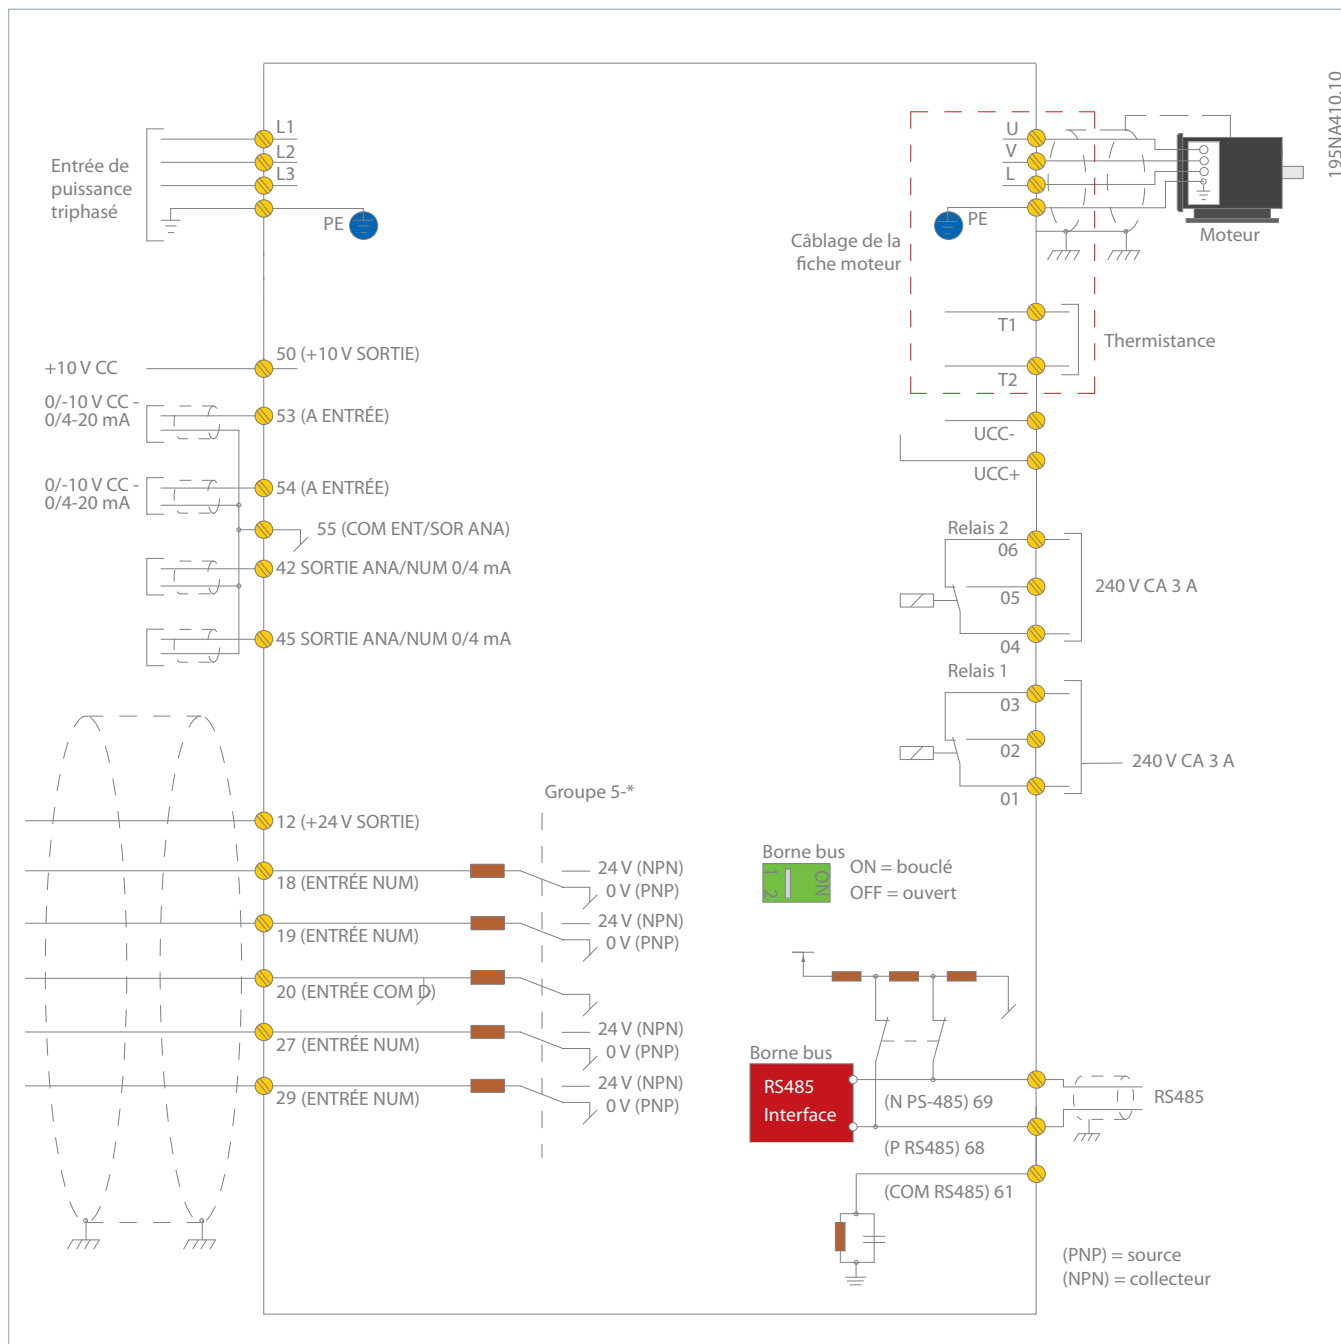 195NA410.10
Entrée de
puissance
triphasé
L1
L2
L3
PE
U
V
L
PE
Câblage de la
fiche moteur
Moteur
T1
T2
Thermistance
+10 V CC
50 (+10 V SORTIE)
0/-10 V CC -
0/4-20 mA
53 (A ENTRÉE)
0/-10 V CC -
0/4-20 mA
54 (A ENTRÉE)
55 (COM ENT/SOR ANA)
42 SORTIE ANA/NUM 0/4 mA
45 SORTIE ANA/NUM 0/4 mA
UCC-
UCC+
Relais 2
06
05
04
240 V CA 3 A
Relais 1
03
02
01
240 V CA 3 A
Groupe 5-*
12 (+24 V SORTIE)
18 (ENTRÉE NUM)
24 V (NPN)
0 V (PNP)
19 (ENTRÉE NUM)
24 V (NPN)
0 V (PNP)
20 (ENTRÉE COM D)
27 (ENTRÉE NUM)
24 V (NPN)
0 V (PNP)
29 (ENTRÉE NUM)
24 V (NPN)
0 V (PNP)
Borne bus
1 2 ON
ON = bouclé
OFF = ouvert
Borne bus
RS485
Interface
(N PS-485) 69
(P RS485) 68
(COM RS485) 61
RS485
(PNP) = source
(NPN) = collecteur